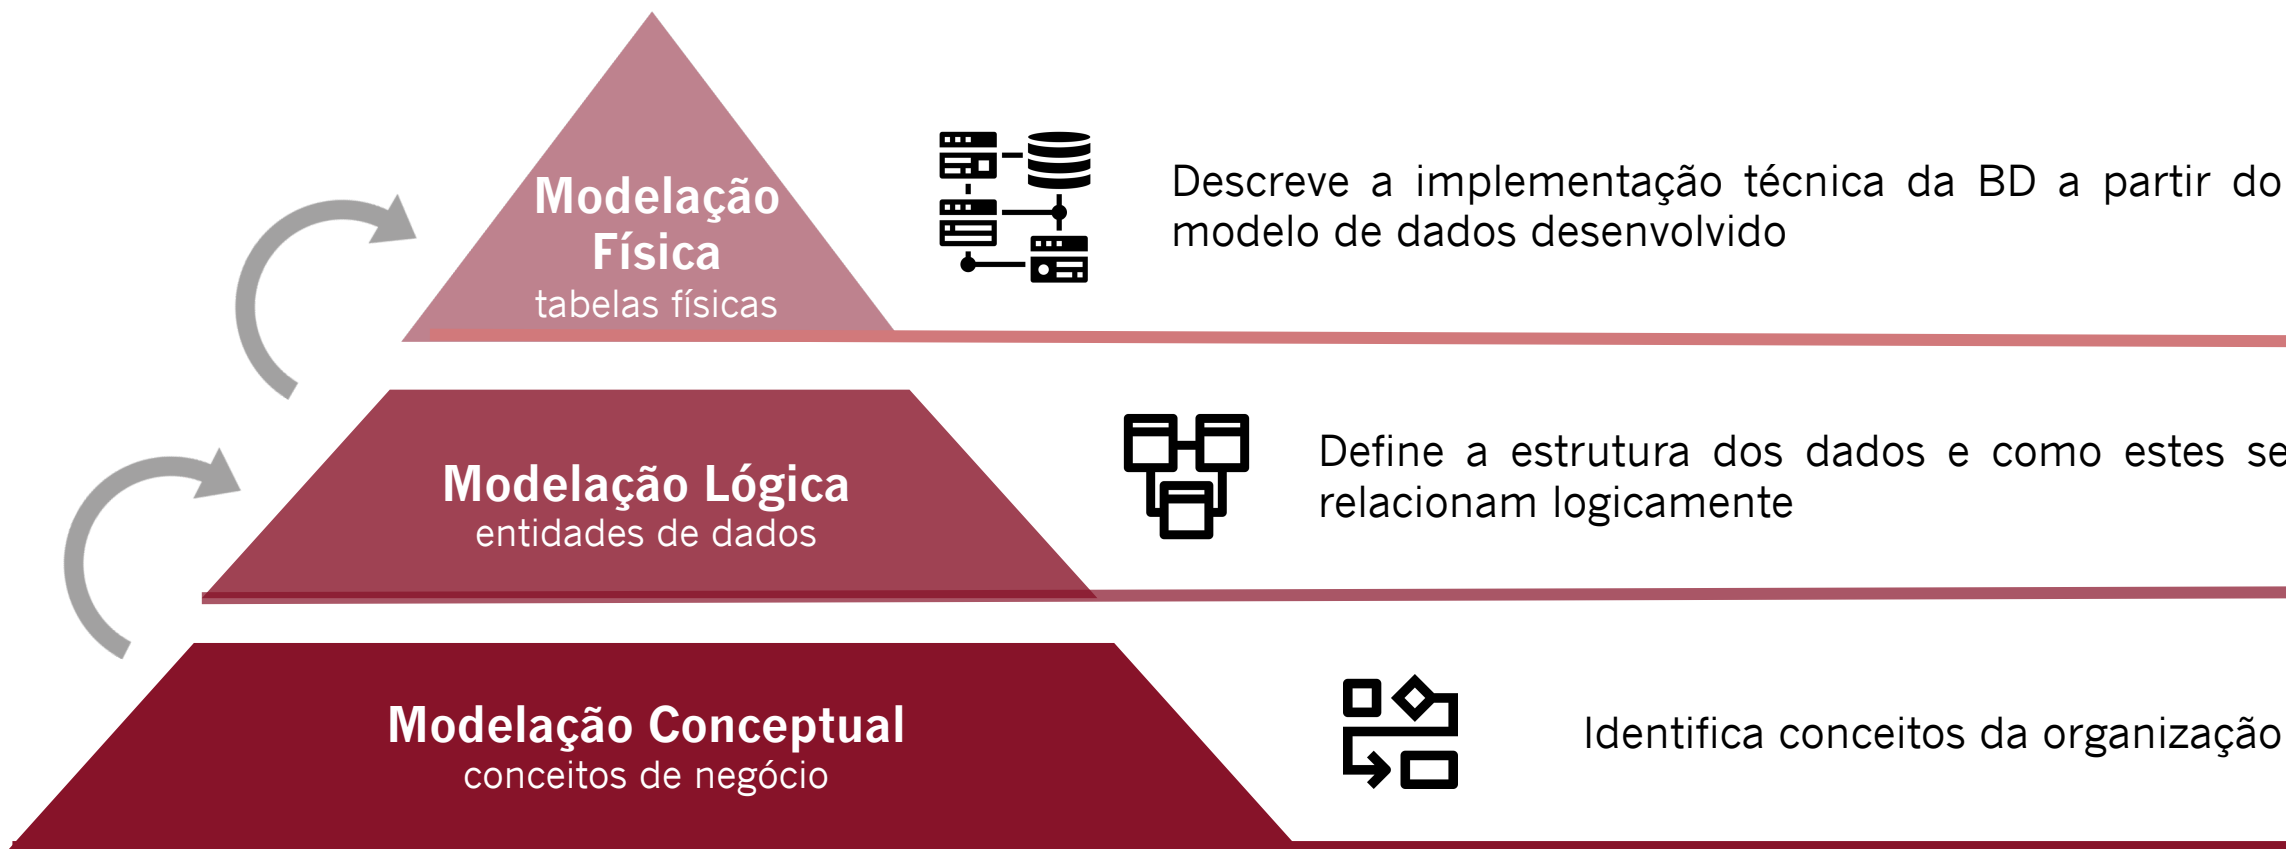 Modelação
Física
tabelas físicas
Descreve a implementação técnica da BD a partir do
modelo de dados desenvolvido
Modelação Lógica
entidades de dados
Define a estrutura dos dados e como estes se
relacionam logicamente
Modelação Conceptual
conceitos de negócio
Identifica conceitos da organização